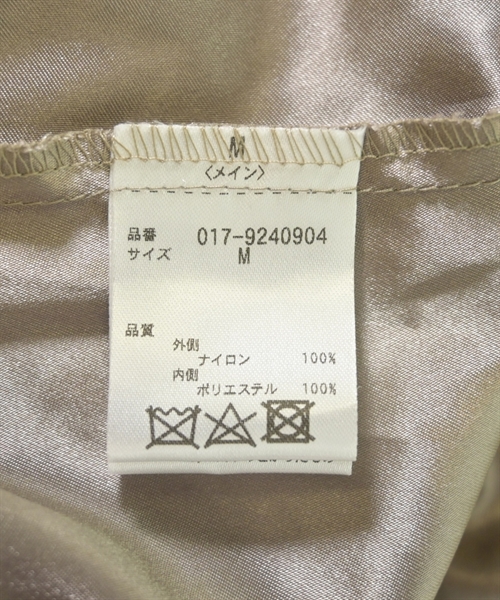 M
〈メイン〉
品番 017-9240904
サイズ M
品質
外側
ナイロン 100%
内側
ポリエステル 100%